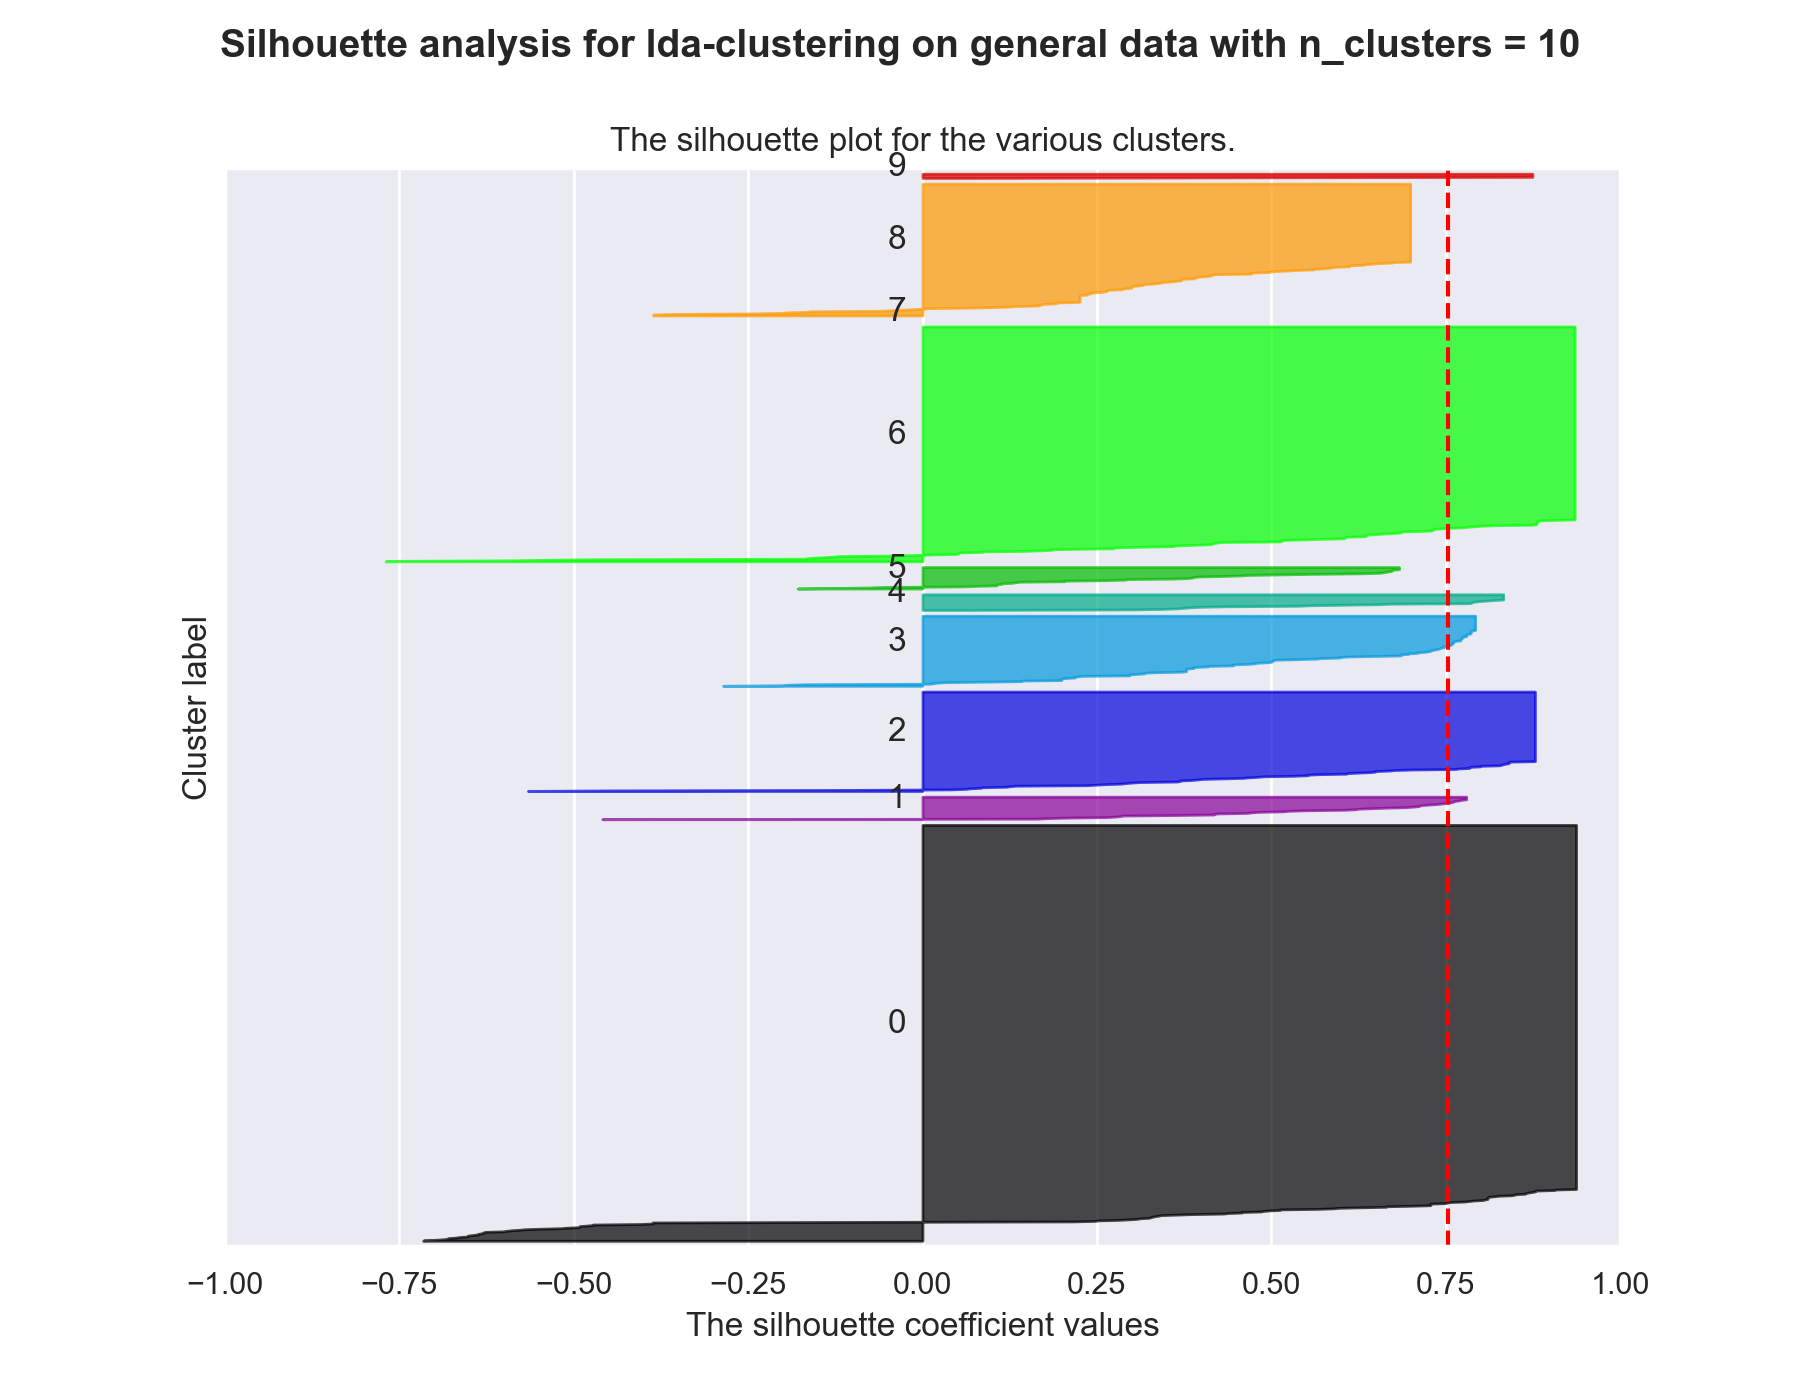 Silhouette analysis for lda-clustering on general data with n_clusters = 10
The silhouette plot for the various clusters.
9
8
7
6
5
4
3
2
1
0
Cluster label
−1.00 −0.75 −0.50 −0.25 0.00 0.25 0.50 0.75 1.00
The silhouette coefficient values